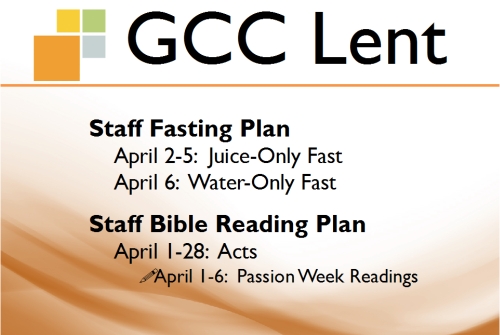 GCC Lent
Staff Fasting Plan
April 2-5: Juice-Only Fast
April 6: Water-Only Fast
Staff Bible Reading Plan
April 1-28: Acts
April 1-6: Passion Week Readings